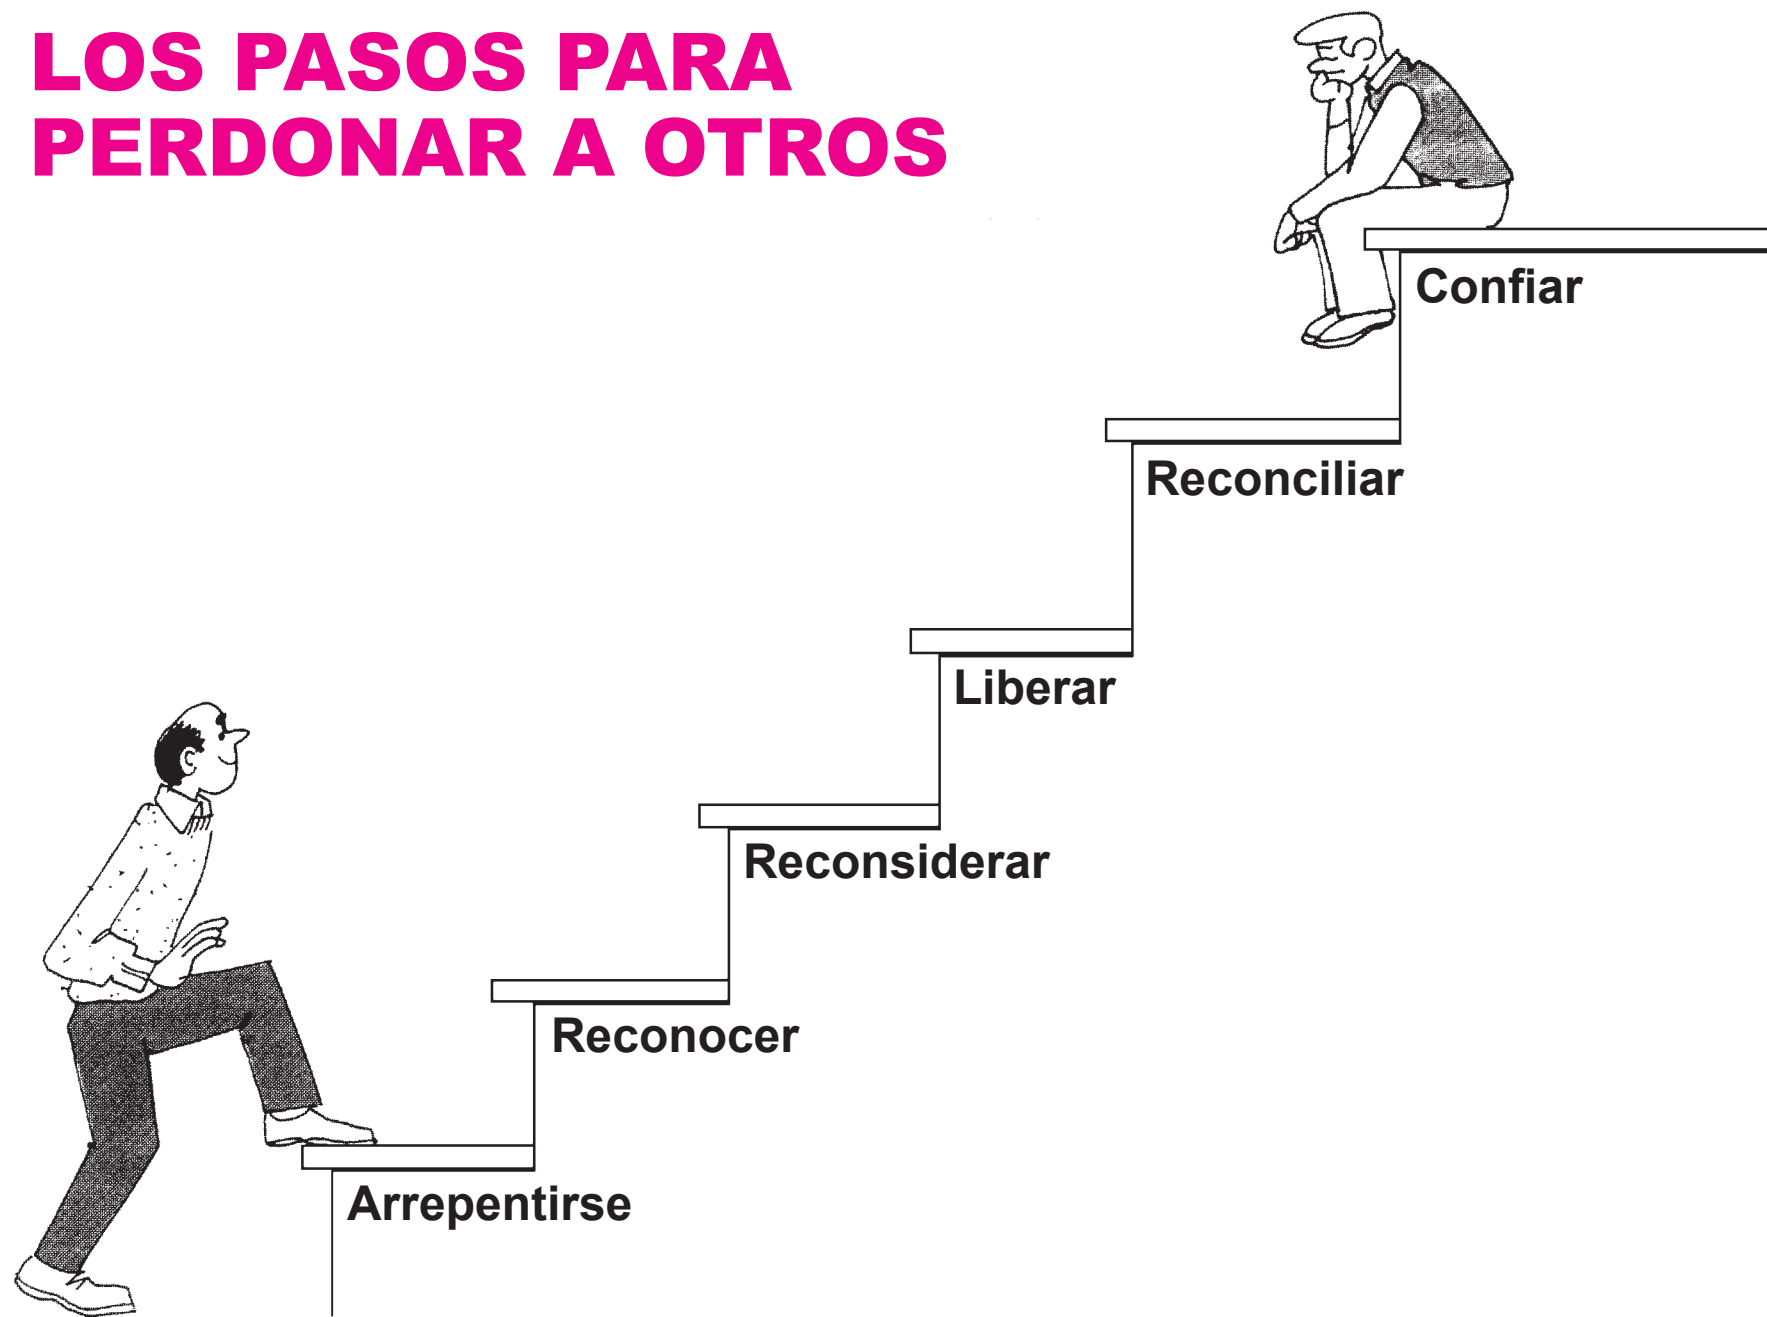 LOS PASOS PARA
PERDONAR A OTROS
Confiar
Reconciliar
Liberar
Reconsiderar
Reconocer
Arrepentirse